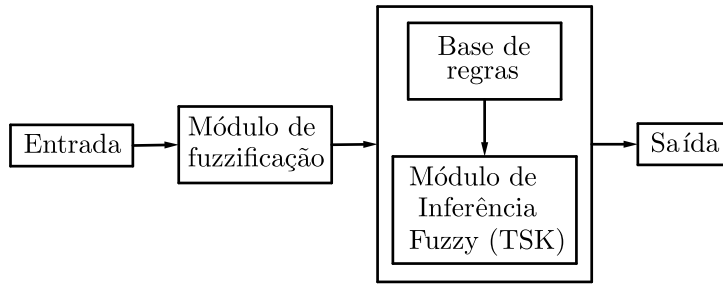 Entrada
Módulo de
fuzzificação
Base de
regras
Módulo de
Inferência
Fuzzy (TSK)
Saída